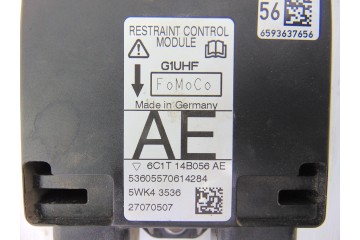 RESTRAINT CONTROL
MODULE
56
6593637656
G1UHF
FoMoCo
Made in Germany
AE
6C1T 14B056 AE
53605570614284
5WK4 3536
27070507